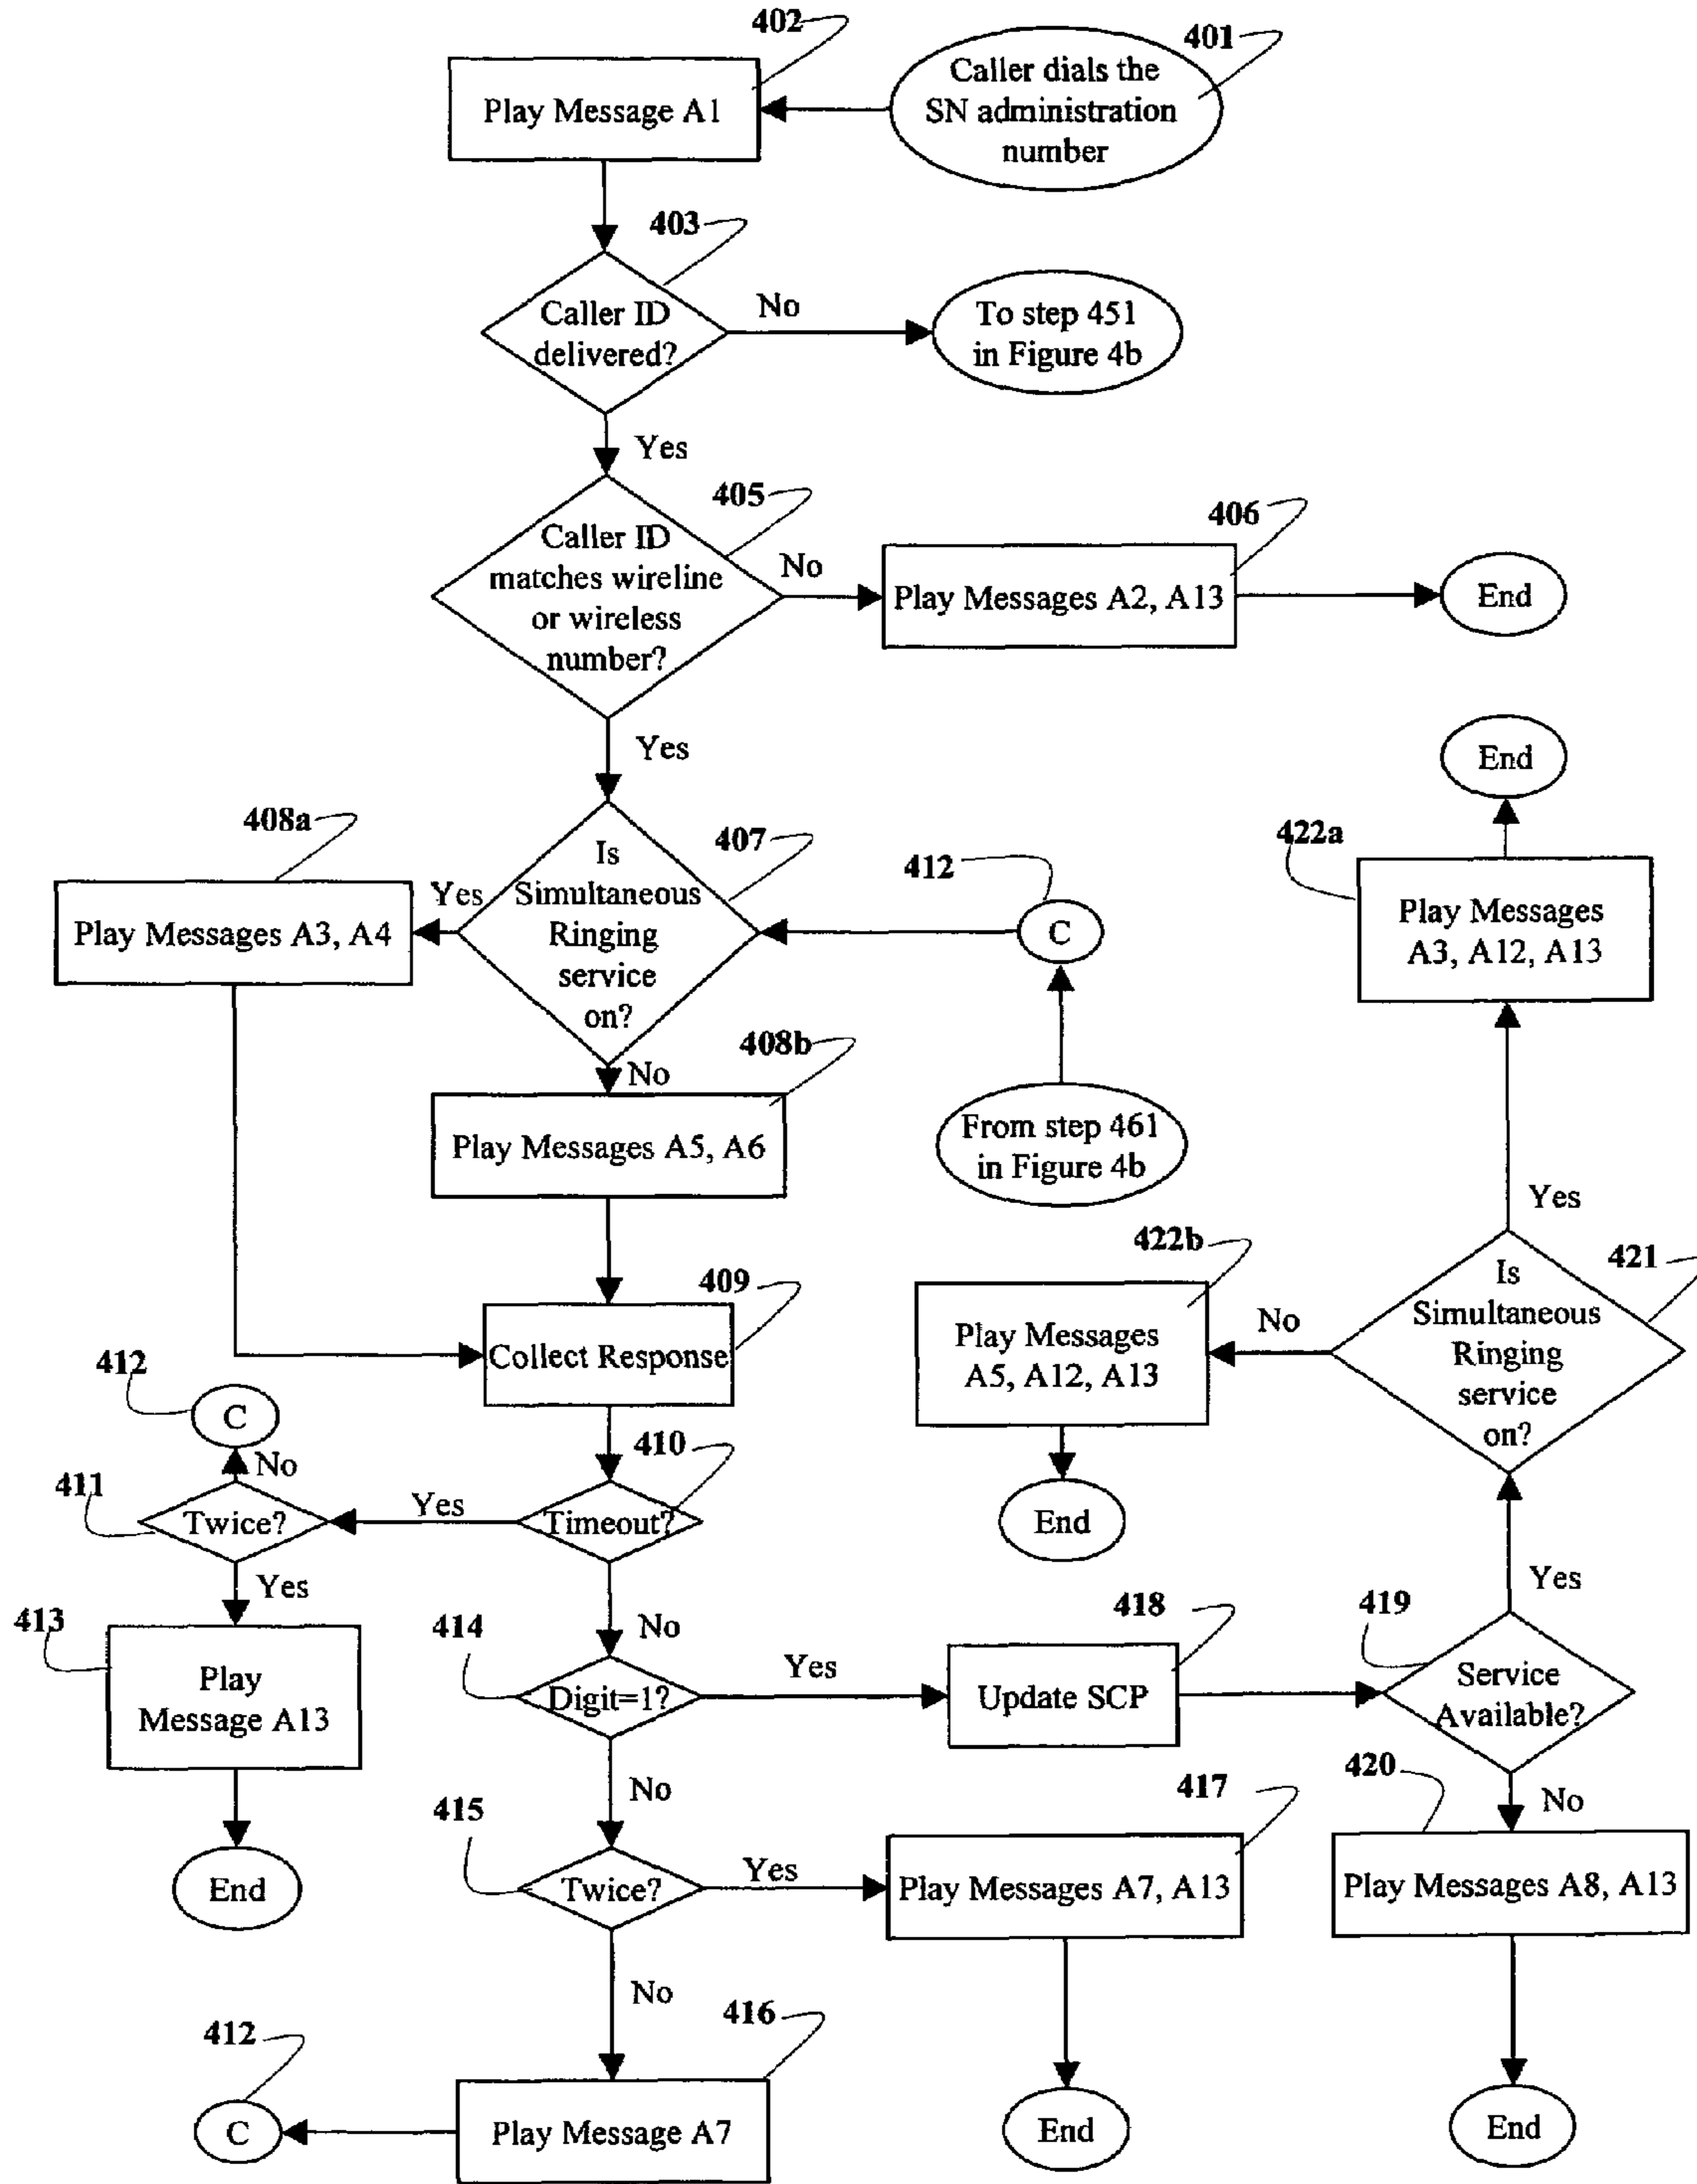 402
401
Play Message A1
Caller dials the
SN administration
number
403
Caller ID
delivered?
No
To step 451
in Figure 4b
Yes
405
406
Caller ID
matches wireline
or wireless
number?
No
Play Messages A2, A13
End
Yes
End
408a
407
412
422a
Is
Simultaneous
Ringing
service
on?
Yes
Play Messages A3, A4
C
Play Messages
A3, A12, A13
408b
No
Play Messages A5, A6
From step 461
in Figure 4b
Yes
422b
421
409
Is
Simultaneous
Ringing
service
on?
No
Play Messages
A5, A12, A13
Collect Response
412
C
No
410
411
Twice?
Yes
Timeout?
End
Yes
Yes
413
No
418
419
414
Play
Message A13
Digit=1?
Yes
Update SCP
Service
Available?
No
420
No
415
417
End
Twice?
Yes
Play Messages A7, A13
Play Messages A8, A13
No
416
412
C
Play Message A7
End
End